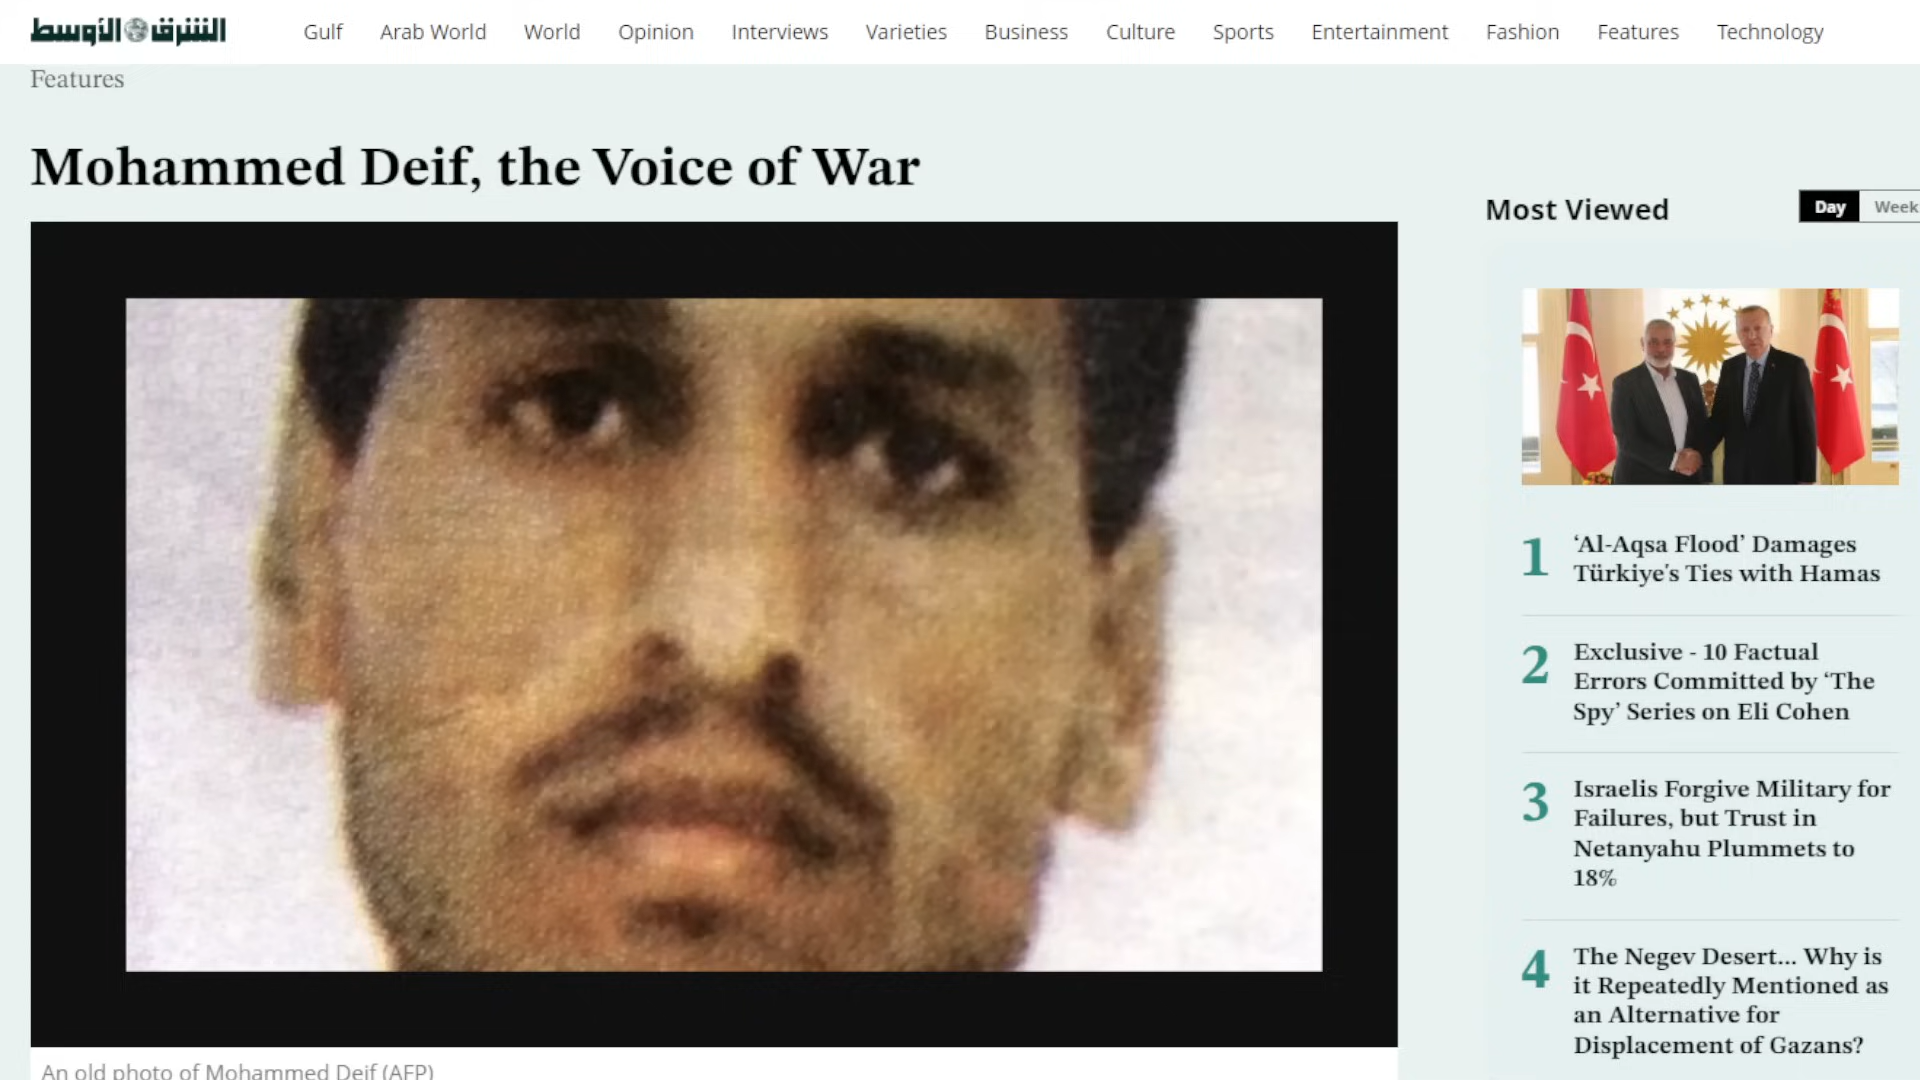 الشرق الأوسط
Gulf
Arab World
World
Opinion
Interviews
Varieties
Business
Culture
Sports
Entertainment
Fashion
Features
Technology
Features
Mohammed Deif, the Voice of War
An old photo of Mohammed Deif (AFP)
Most Viewed
Day
Week
1
‘Al-Aqsa Flood’ Damages
Türkiye's Ties with Hamas
2
Exclusive - 10 Factual
Errors Committed by ‘The
Spy’ Series on Eli Cohen
3
Israelis Forgive Military for
Failures, but Trust in
Netanyahu Plummets to
18%
4
The Negev Desert... Why is
it Repeatedly Mentioned as
an Alternative for
Displacement of Gazans?